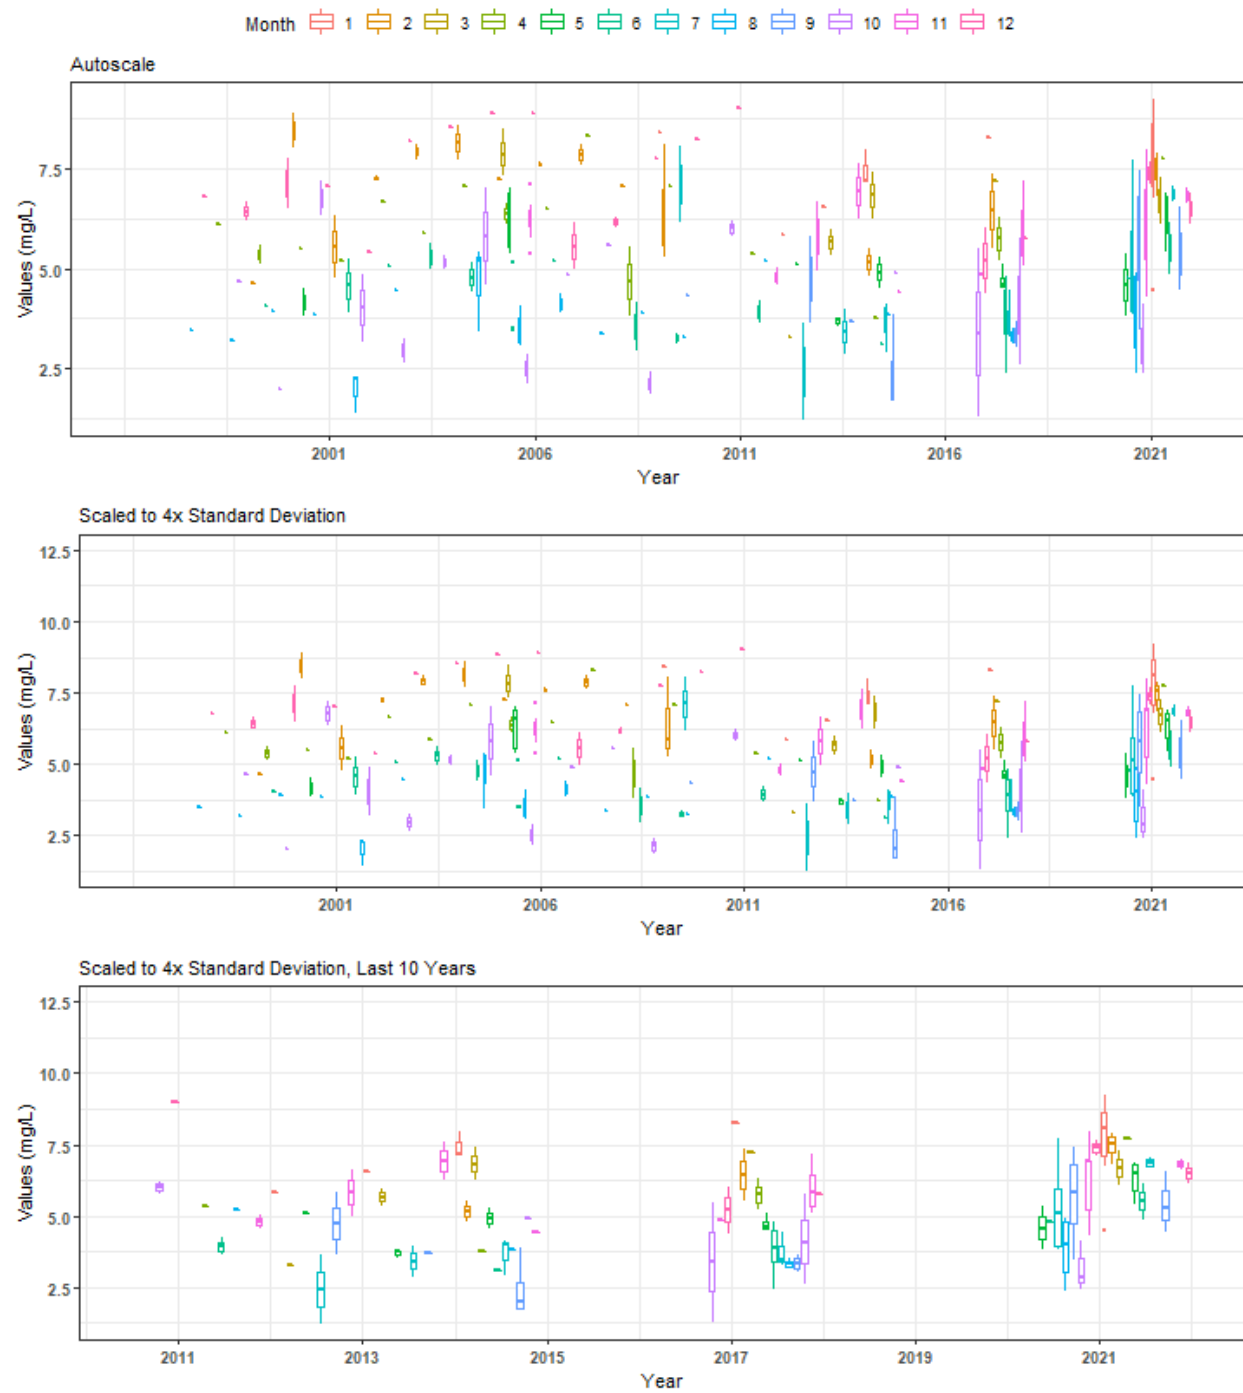 Month 1 2 3 4 5 6 7 8 9 10 11 12
Autoscale
Values (mg/L)
7.5
5.0
2.5
2001 2006 2011 2016 2021
Year
Scaled to 4x Standard Deviation
Values (mg/L)
12.5
10.0
7.5
5.0
2.5
2001 2006 2011 2016 2021
Year
Scaled to 4x Standard Deviation, Last 10 Years
Values (mg/L)
12.5
10.0
7.5
5.0
2.5
2011 2013 2015 2017 2019 2021
Year